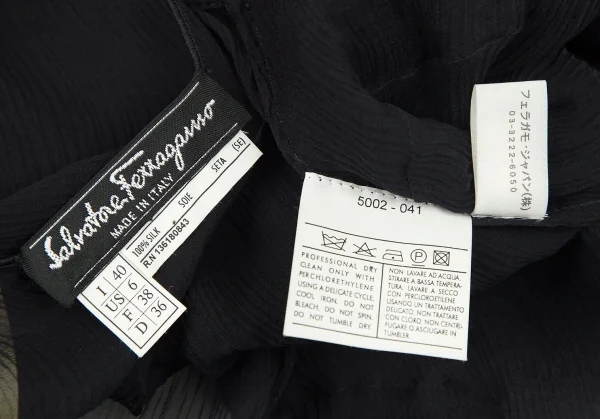 Salvatore Ferragamo
MADE IN ITALY
100% SILK SOIE SETA (SE)
R.N 136180843
I 40
US 6
F 38
D 36
5002 - 041
P
PROFESSIONAL DRY
CLEAN ONLY WITH
PERCHLORETHYLENE
USING A DELICATE CYCLE.
COOL IRON. DO NOT
BLEACH. DO NOT SPIN.
DO NOT TUMBLE DRY
NON LAVARE AD ACQUA.
STIRARE A BASSA TEMPERA-
TURA. LAVARE A SECCO
CON PERCLOROETILENE
USANDO UN TRATTAMENTO
DELICATO. NON TRATTARE
CON CLORO. NON CENTRI-
FUGARE O ASCIUGARE IN
TUMBLER
フェラガモ・ジャパン(株)
03-3222-6050